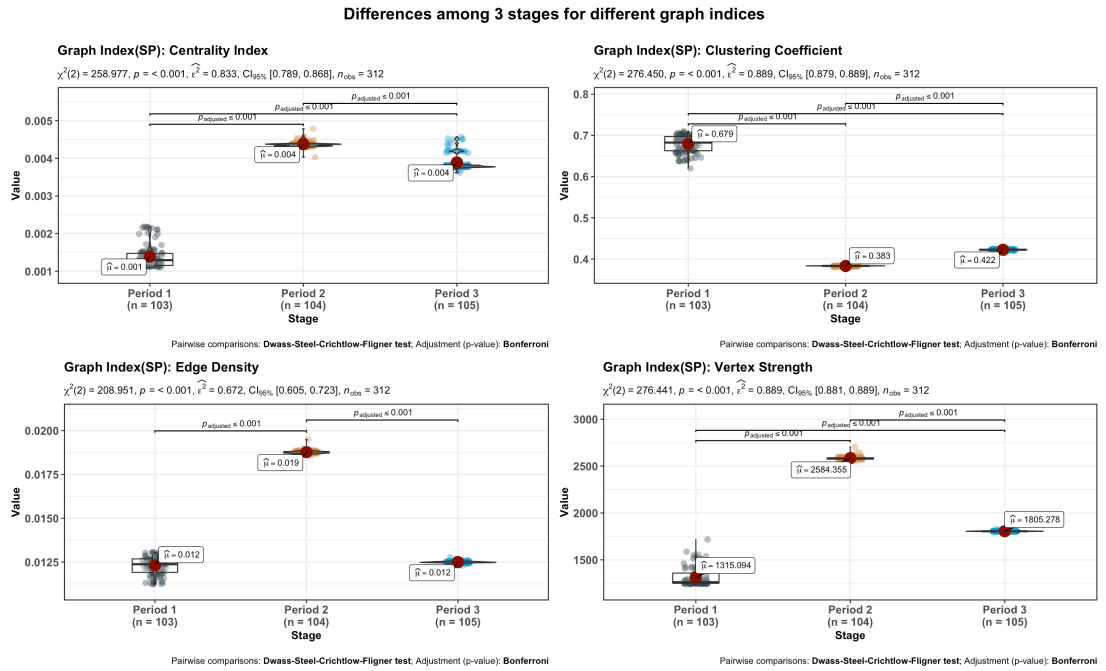 Differences among 3 stages for different graph indices
Graph Index(SP): Centrality Index
χ²(2) = 258.977, p = < 0.001, ε̂² = 0.833, CI95% [0.789, 0.868], nobs = 312
padjusted ≤ 0.001
padjusted ≤ 0.001
padjusted ≤ 0.001
0.005
0.004
0.003
0.002
0.001
Value
μ̂ = 0.001
μ̂ = 0.004
μ̂ = 0.004
Period 1 Period 2 Period 3
(n = 103) (n = 104) (n = 105)
Stage
Pairwise comparisons: Dwass-Steel-Crichtlow-Fligner test; Adjustment (p-value): Bonferroni
Graph Index(SP): Clustering Coefficient
χ²(2) = 276.450, p = < 0.001, ε̂² = 0.889, CI95% [0.879, 0.889], nobs = 312
padjusted ≤ 0.001
padjusted ≤ 0.001
padjusted ≤ 0.001
0.8
0.7
0.6
0.5
0.4
Value
μ̂ = 0.679
μ̂ = 0.383
μ̂ = 0.422
Period 1 Period 2 Period 3
(n = 103) (n = 104) (n = 105)
Stage
Pairwise comparisons: Dwass-Steel-Crichtlow-Fligner test; Adjustment (p-value): Bonferroni
Graph Index(SP): Edge Density
χ²(2) = 208.951, p = < 0.001, ε̂² = 0.672, CI95% [0.605, 0.723], nobs = 312
padjusted ≤ 0.001
padjusted ≤ 0.001
0.0200
0.0175
0.0150
0.0125
Value
μ̂ = 0.012
μ̂ = 0.019
μ̂ = 0.012
Period 1 Period 2 Period 3
(n = 103) (n = 104) (n = 105)
Stage
Pairwise comparisons: Dwass-Steel-Crichtlow-Fligner test; Adjustment (p-value): Bonferroni
Graph Index(SP): Vertex Strength
χ²(2) = 276.441, p = < 0.001, ε̂² = 0.889, CI95% [0.881, 0.889], nobs = 312
padjusted ≤ 0.001
padjusted ≤ 0.001
padjusted ≤ 0.001
3000
2500
2000
1500
Value
μ̂ = 1315.094
μ̂ = 2584.355
μ̂ = 1805.278
Period 1 Period 2 Period 3
(n = 103) (n = 104) (n = 105)
Stage
Pairwise comparisons: Dwass-Steel-Crichtlow-Fligner test; Adjustment (p-value): Bonferroni